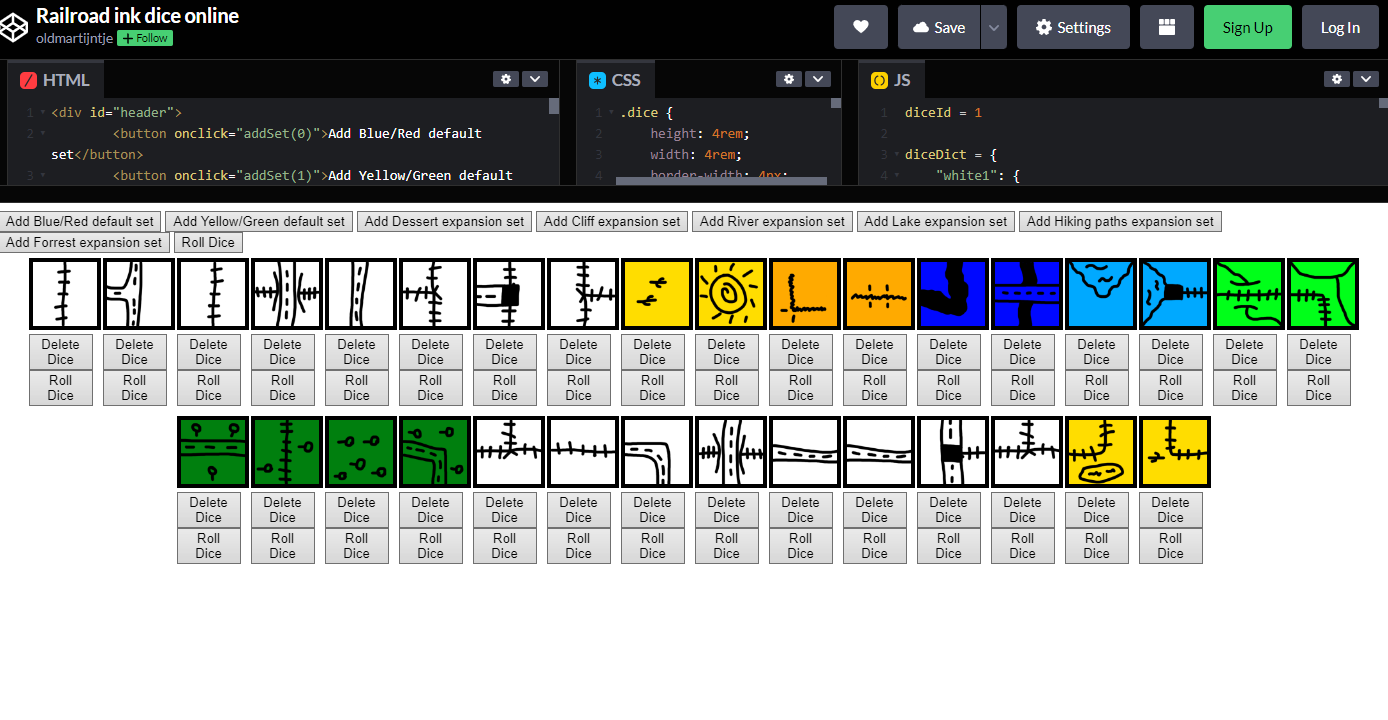 Railroad ink dice online
oldmartijntje + Follow
Save Settings Sign Up Log In
HTML CSS JS
1 <div id="header">
2 <button onclick="addSet(0)">Add Blue/Red default
set</button>
3 <button onclick="addSet(1)">Add Yellow/Green default
1 .dice {
2 height: 4rem;
3 width: 4rem;
4 border-width: 4px;
1 diceId = 1
2
3 diceDict = {
4 "white1": {
Add Blue/Red default set Add Yellow/Green default set Add Dessert expansion set Add Cliff expansion set Add River expansion set Add Lake expansion set Add Hiking paths expansion set
Add Forrest expansion set Roll Dice
Delete Delete Delete Delete Delete Delete Delete Delete Delete Delete Delete Delete Delete Delete Delete Delete Delete Delete
Dice Dice Dice Dice Dice Dice Dice Dice Dice Dice Dice Dice Dice Dice Dice Dice Dice Dice
Roll Roll Roll Roll Roll Roll Roll Roll Roll Roll Roll Roll Roll Roll Roll Roll Roll Roll
Dice Dice Dice Dice Dice Dice Dice Dice Dice Dice Dice Dice Dice Dice Dice Dice Dice Dice
Delete Delete Delete Delete Delete Delete Delete Delete Delete Delete Delete Delete Delete Delete
Dice Dice Dice Dice Dice Dice Dice Dice Dice Dice Dice Dice Dice Dice
Roll Roll Roll Roll Roll Roll Roll Roll Roll Roll Roll Roll Roll Roll
Dice Dice Dice Dice Dice Dice Dice Dice Dice Dice Dice Dice Dice Dice